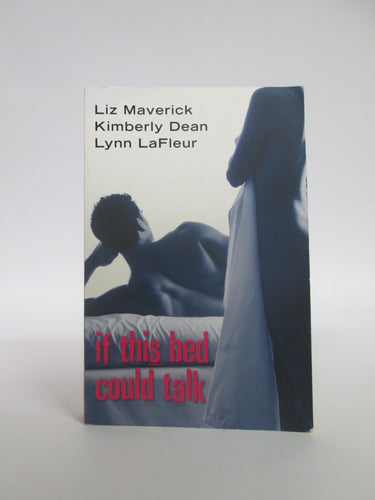 Liz Maverick
Kimberly Dean
Lynn LaFleur
if this bed
could talk